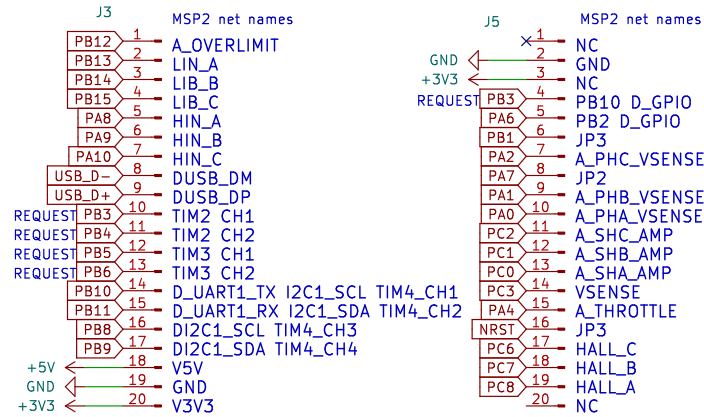 J3
MSP2 net names
PB12 1 A_OVERLIMIT
PB13 2 LIN_A
PB14 3 LIB_B
PB15 4 LIB_C
PA8 5 HIN_A
PA9 6 HIN_B
PA10 7 HIN_C
USB_D- 8 DUSB_DM
USB_D+ 9 DUSB_DP
REQUEST PB3 10 TIM2 CH1
REQUEST PB4 11 TIM2 CH2
REQUEST PB5 12 TIM3 CH1
REQUEST PB6 13 TIM3 CH2
PB10 14 D_UART1_TX I2C1_SCL TIM4_CH1
PB11 15 D_UART1_RX I2C1_SDA TIM4_CH2
PB8 16 DI2C1_SCL TIM4_CH3
PB9 17 DI2C1_SDA TIM4_CH4
+5V 18 V5V
GND 19 GND
+3V3 20 V3V3
J5
MSP2 net names
1 NC
GND 2 GND
+3V3 3 NC
REQUEST PB3 4 PB10 D_GPIO
PA6 5 PB2 D_GPIO
PB1 6 JP3
PA2 7 A_PHC_VSENSE
PA7 8 JP2
PA1 9 A_PHB_VSENSE
PA0 10 A_PHA_VSENSE
PC2 11 A_SHC_AMP
PC1 12 A_SHB_AMP
PC0 13 A_SHA_AMP
PC3 14 VSENSE
PA4 15 A_THROTTLE
NRST 16 JP3
PC6 17 HALL_C
PC7 18 HALL_B
PC8 19 HALL_A
20 NC